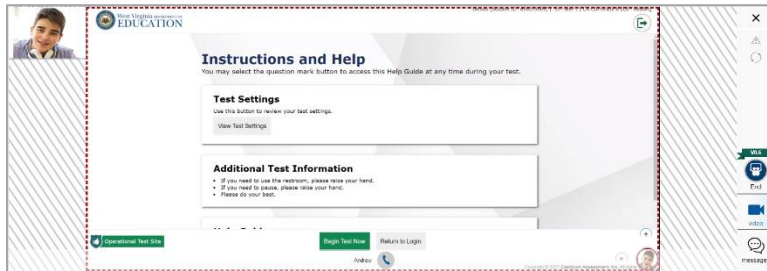 West Virginia DEPARTMENT OF
EDUCATION
Instructions and Help
You may select the question mark button to access this Help Guide at any time during your test.
Test Settings
Use this button to review your test settings.
View Test Settings
Additional Test Information
• If you need to use the restroom, please raise your hand.
• If you need to pause, please raise your hand.
• Please do your best.
V0.6
End
video
message
Operational Test Site
Begin Test Now
Return to Login
Andrew